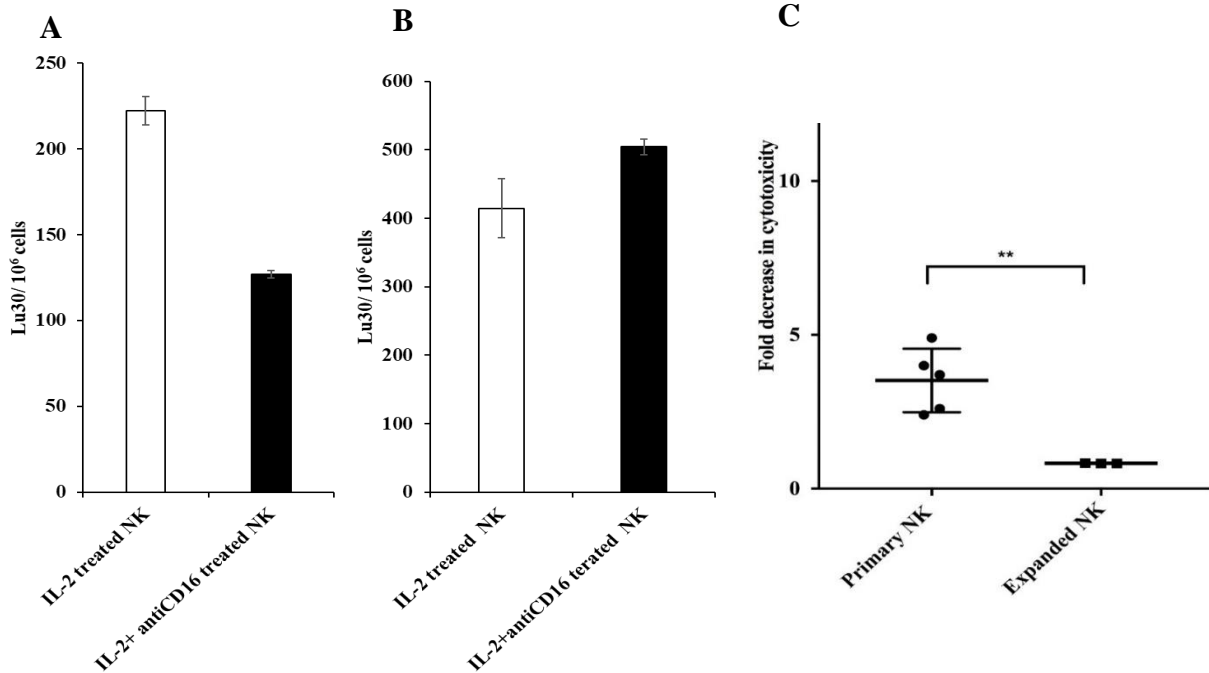 A
250
200
150
100
50
0
Lu30/ 10⁶ cells
IL-2 treated NK
IL-2+ antiCD16 treated NK
B
600
500
400
300
200
100
0
Lu30/ 10⁶ cells
IL-2 treated NK
IL-2+antiCD16 terated NK
C
10
5
0
Fold decrease in cytotoxicity
**
Primary NK
Expanded NK